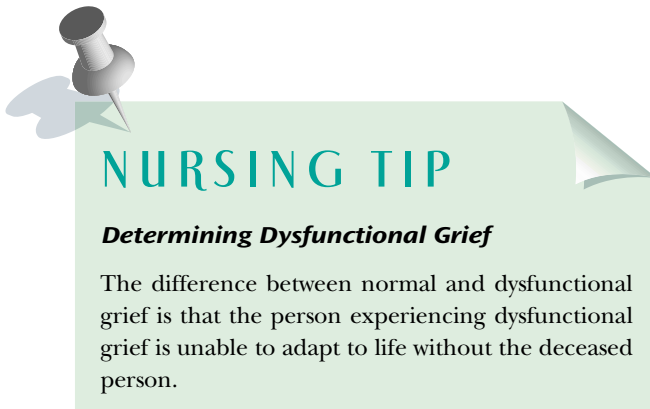 NURSING TIP
Determining Dysfunctional Grief
The difference between normal and dysfunctional
grief is that the person experiencing dysfunctional
grief is unable to adapt to life without the deceased
person.